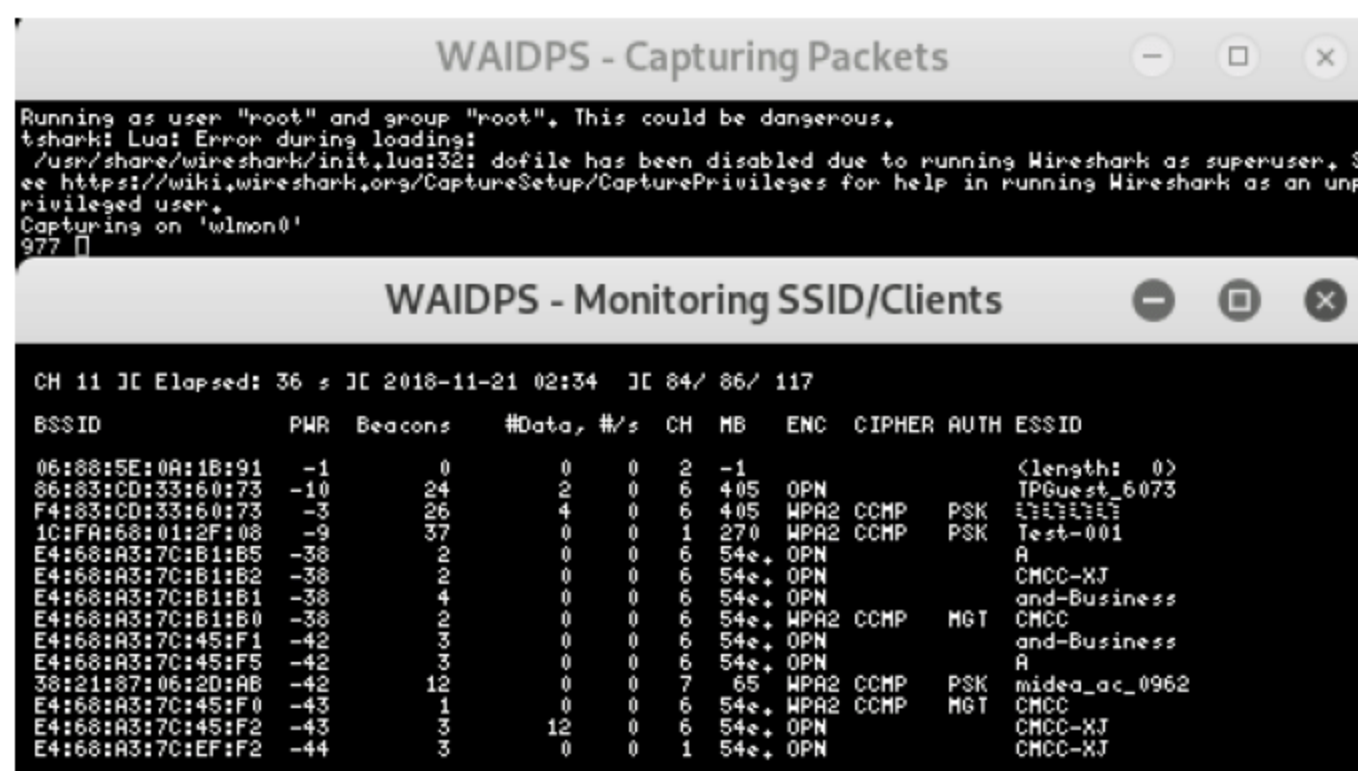 WAIDPS - Capturing Packets
Running as user "root" and group "root". This could be dangerous.
tshark: Lua: Error during loading:
/usr/share/wireshark/init.lua:32: dofile has been disabled due to running Wireshark as superuser. S
ee https://wiki.wireshark.org/CaptureSetup/CapturePrivileges for help in running Wireshark as an unp
rivileged user.
Capturing on 'wlmon0'
977
WAIDPS - Monitoring SSID/Clients
CH 11 ][ Elapsed: 36 s ][ 2018-11-21 02:34 ][ 84/ 86/ 117
BSSID PWR Beacons #Data, #/s CH MB ENC CIPHER AUTH ESSID
06:88:5E:0A:1B:91 -1 0 0 0 2 -1 <length: 0>
86:83:CD:33:60:73 -10 24 2 0 6 405 OPN TPGuest_6073
F4:83:CD:33:60:73 -3 26 4 0 6 405 WPA2 CCMP PSK
1C:FA:68:01:2F:08 -9 37 0 0 1 270 WPA2 CCMP PSK Test-001
E4:68:A3:7C:B1:B5 -38 2 0 0 6 54e. OPN A
E4:68:A3:7C:B1:B2 -38 2 0 0 6 54e. OPN CMCC-XJ
E4:68:A3:7C:B1:B1 -38 4 0 0 6 54e. OPN and-Business
E4:68:A3:7C:B1:B0 -38 2 0 0 6 54e. WPA2 CCMP MGT CMCC
E4:68:A3:7C:45:F1 -42 3 0 0 6 54e. OPN and-Business
E4:68:A3:7C:45:F5 -42 3 0 0 6 54e. OPN A
38:21:87:06:2D:AB -42 12 0 0 7 65 WPA2 CCMP PSK midea_ac_0962
E4:68:A3:7C:45:F0 -43 1 0 0 6 54e. WPA2 CCMP MGT CMCC
E4:68:A3:7C:45:F2 -43 3 12 0 6 54e. OPN CMCC-XJ
E4:68:A3:7C:EF:F2 -44 3 0 0 1 54e. OPN CMCC-XJ